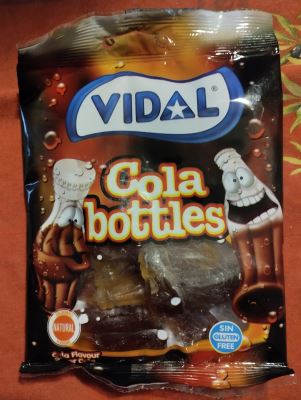 VIDAL®
Cola
bottles
NATURAL
SIN
GLUTEN
FREE
Cola Flavour